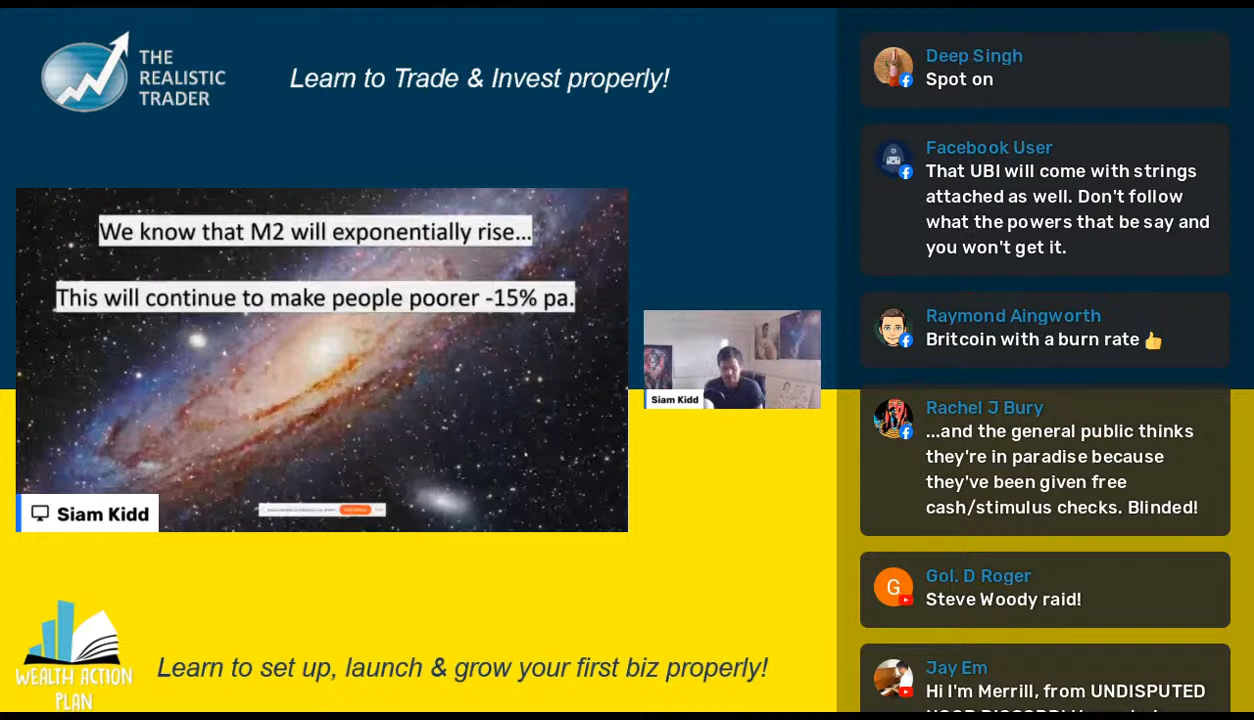 THE
REALISTIC
TRADER
Learn to Trade & Invest properly!
We know that M2 will exponentially rise...
This will continue to make people poorer -15% pa.
Siam Kidd
Siam Kidd
WEALTH ACTION
PLAN
Learn to set up, launch & grow your first biz properly!
Deep Singh
Spot on
Facebook User
That UBI will come with strings
attached as well. Don't follow
what the powers that be say and
you won't get it.
Raymond Aingworth
Britcoin with a burn rate 👍
Rachel J Bury
...and the general public thinks
they're in paradise because
they've been given free
cash/stimulus checks. Blinded!
G
Gol. D Roger
Steve Woody raid!
Jay Em
Hi I'm Merrill, from UNDISPUTED